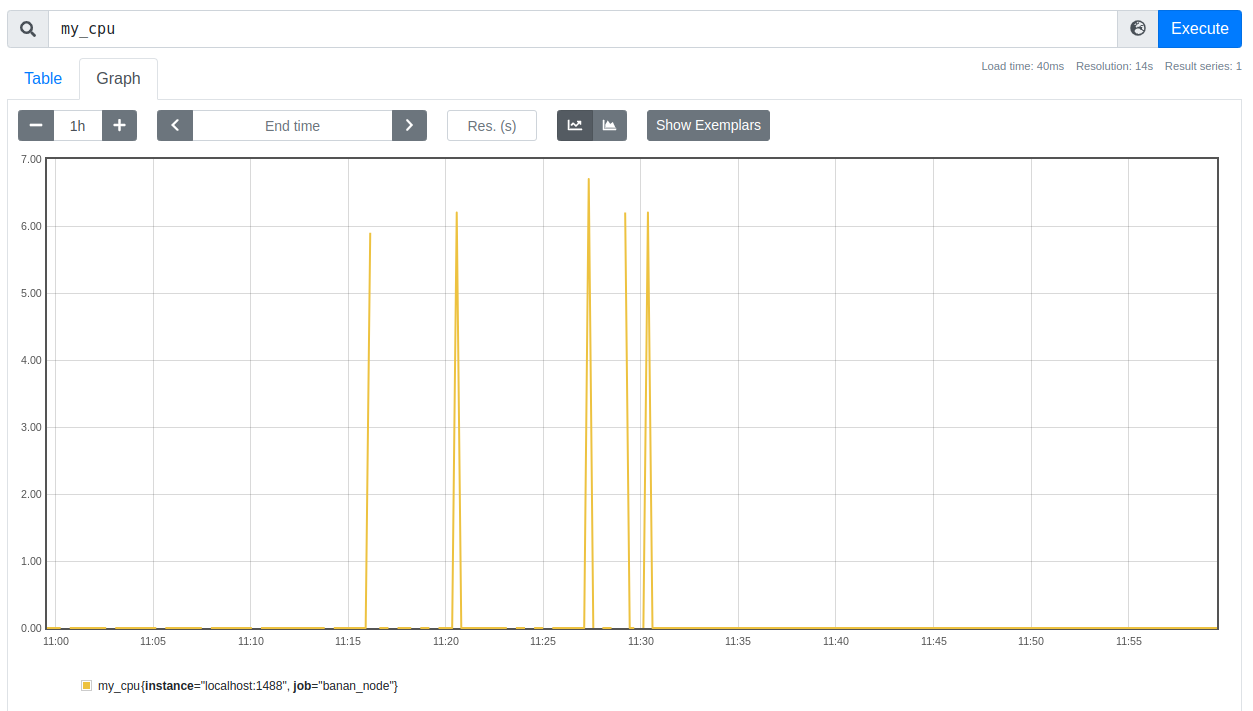 my_cpu
Execute
Load time: 40ms Resolution: 14s Result series: 1
Table Graph
1h End time Res. (s) Show Exemplars
7.00
6.00
5.00
4.00
3.00
2.00
1.00
0.00
11:00 11:05 11:10 11:15 11:20 11:25 11:30 11:35 11:40 11:45 11:50 11:55
my_cpu{instance="localhost:1488", job="banan_node"}